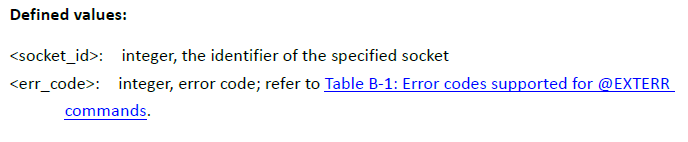 Defined values:
<socket_id>: integer, the identifier of the specified socket
<err_code>: integer, error code; refer to Table B-1: Error codes supported for @EXTERR
commands.